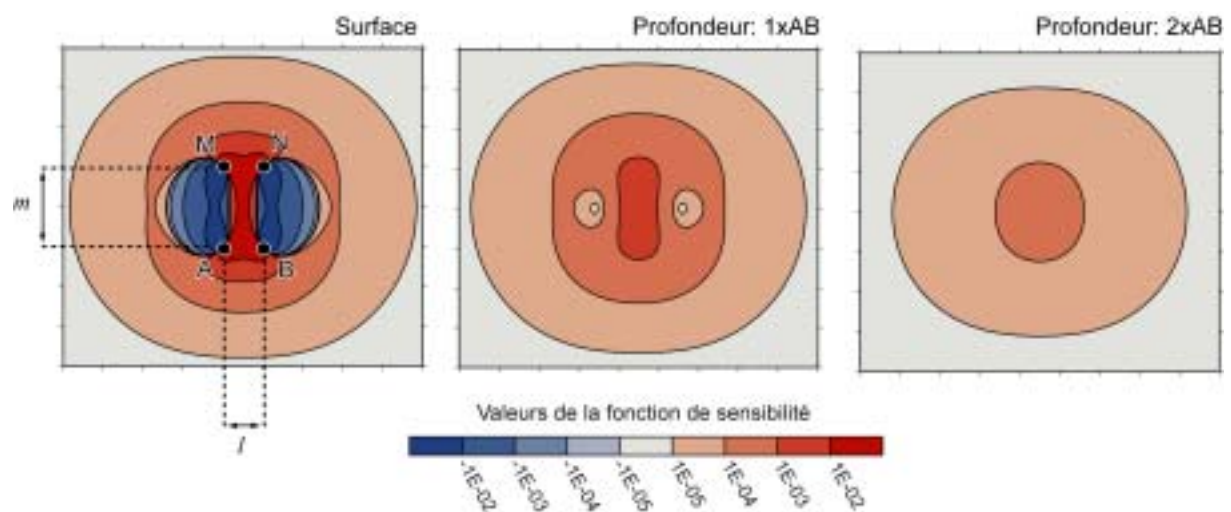 Surface
Profondeur: 1xAB
Profondeur: 2xAB
M
N
m
A
B
l
Valeurs de la fonction de sensibilité
-1E-02
-1E-03
-1E-04
-1E-05
1E-05
1E-04
1E-03
1E-02